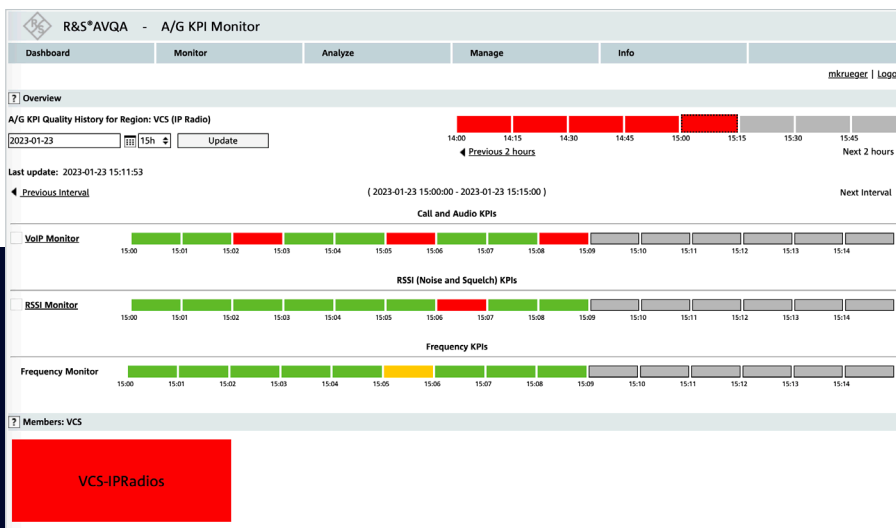 R&S
R&S®AVQA - A/G KPI Monitor
Dashboard Monitor Analyze Manage Info
mkrueger | Logo
? Overview
A/G KPI Quality History for Region: VCS (IP Radio)
2023-01-23 15h Update
14:00 14:15 14:30 14:45 15:00 15:15 15:30 15:45
Previous 2 hours Next 2 hours
Last update: 2023-01-23 15:11:53
Previous Interval ( 2023-01-23 15:00:00 - 2023-01-23 15:15:00 ) Next Interval
Call and Audio KPIs
VoIP Monitor
15:00 15:01 15:02 15:03 15:04 15:05 15:06 15:07 15:08 15:09 15:10 15:11 15:12 15:13 15:14
RSSI (Noise and Squelch) KPIs
RSSI Monitor
15:00 15:01 15:02 15:03 15:04 15:05 15:06 15:07 15:08 15:09 15:10 15:11 15:12 15:13 15:14
Frequency KPIs
Frequency Monitor
15:00 15:01 15:02 15:03 15:04 15:05 15:06 15:07 15:08 15:09 15:10 15:11 15:12 15:13 15:14
? Members: VCS
VCS-IPRadios